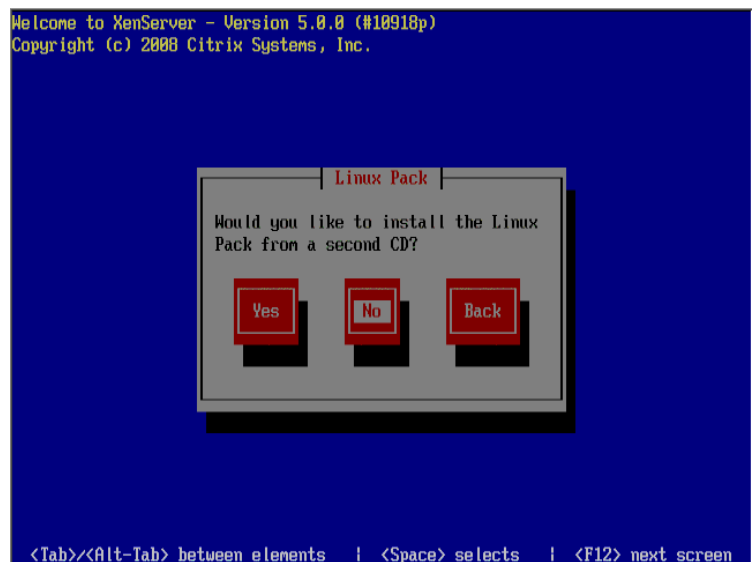 Welcome to XenServer - Version 5.0.0 (#10918p)
Copyright (c) 2008 Citrix Systems, Inc.
Linux Pack
Would you like to install the Linux
Pack from a second CD?
Yes No Back
<Tab>/<Alt-Tab> between elements | <Space> selects | <F12> next screen